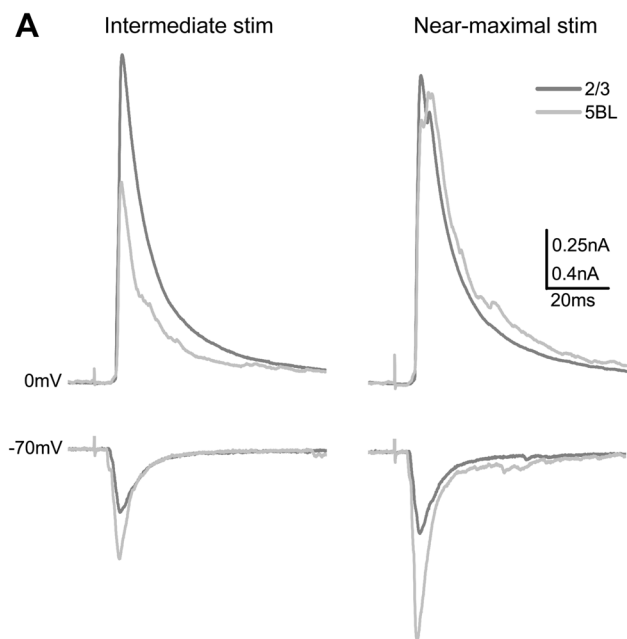 A
Intermediate stim
Near-maximal stim
2/3
5BL
0.25nA
0.4nA
20ms
0mV
-70mV